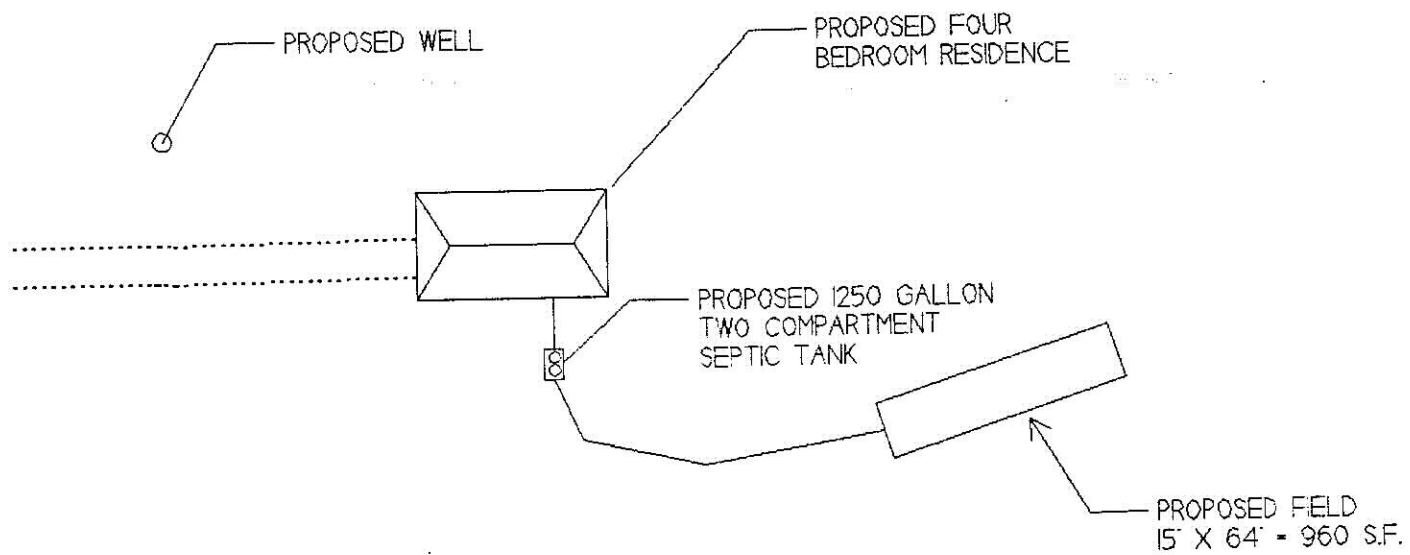 PROPOSED WELL
PROPOSED FOUR
BEDROOM RESIDENCE
PROPOSED 1250 GALLON
TWO COMPARTMENT
SEPTIC TANK
PROPOSED FIELD
15' X 64' = 960 S.F.